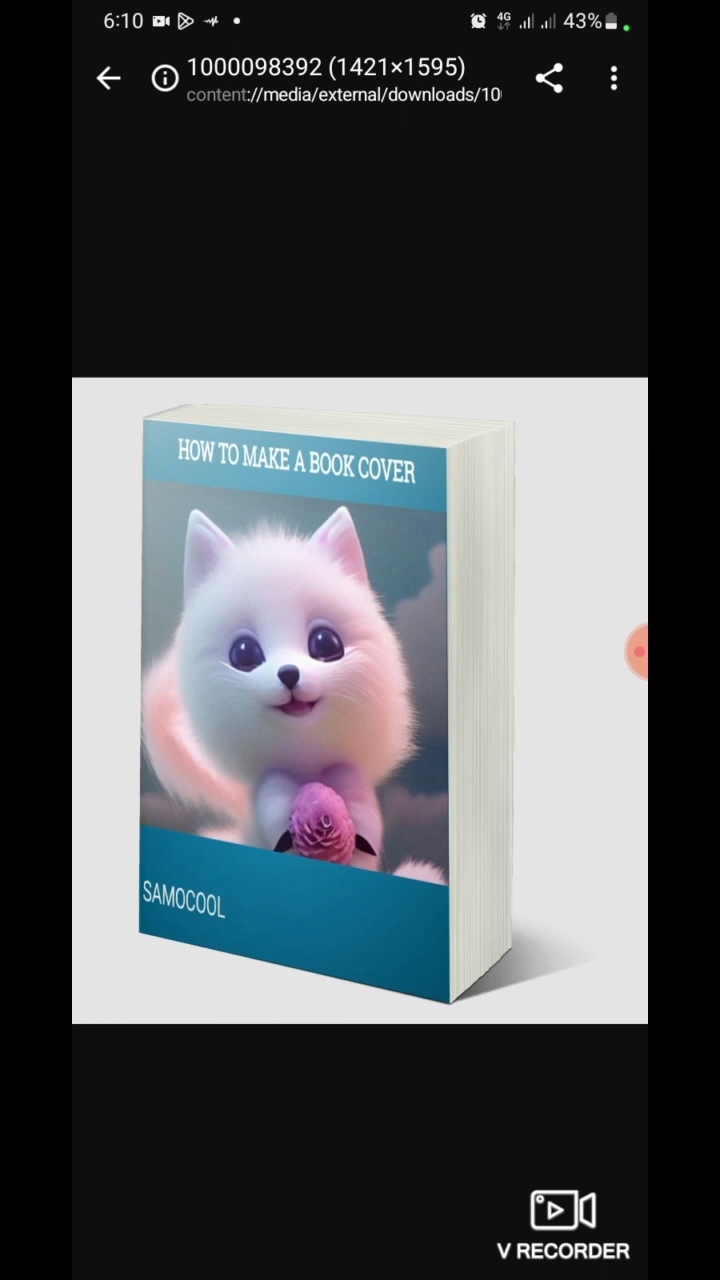 6:10
4G
43%
1000098392 (1421×1595)
content://media/external/downloads/10
HOW TO MAKE A BOOK COVER
SAMOCOOL
V RECORDER